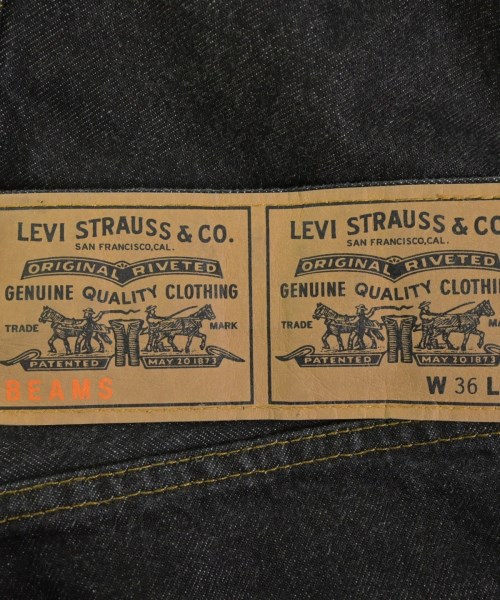 LEVI STRAUSS & CO.
SAN FRANCISCO, CAL.
ORIGINAL RIVETED
GENUINE QUALITY CLOTHING
TRADE MARK
PATENTED MAY 20 1873
BEAMS
LEVI STRAUSS & CO.
SAN FRANCISCO, CAL.
ORIGINAL RIVETED
GENUINE QUALITY CLOTHIN
TRADE MARK
PATENTED MAY 20 1873
W 36 L